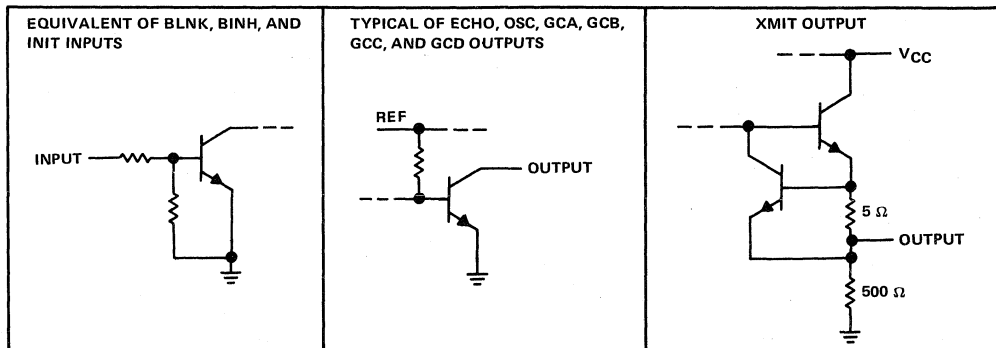 EQUIVALENT OF BLNK, BINH, AND
INIT INPUTS
INPUT
TYPICAL OF ECHO, OSC, GCA, GCB,
GCC, AND GCD OUTPUTS
REF
OUTPUT
XMIT OUTPUT
VCC
5 Ω
OUTPUT
500 Ω